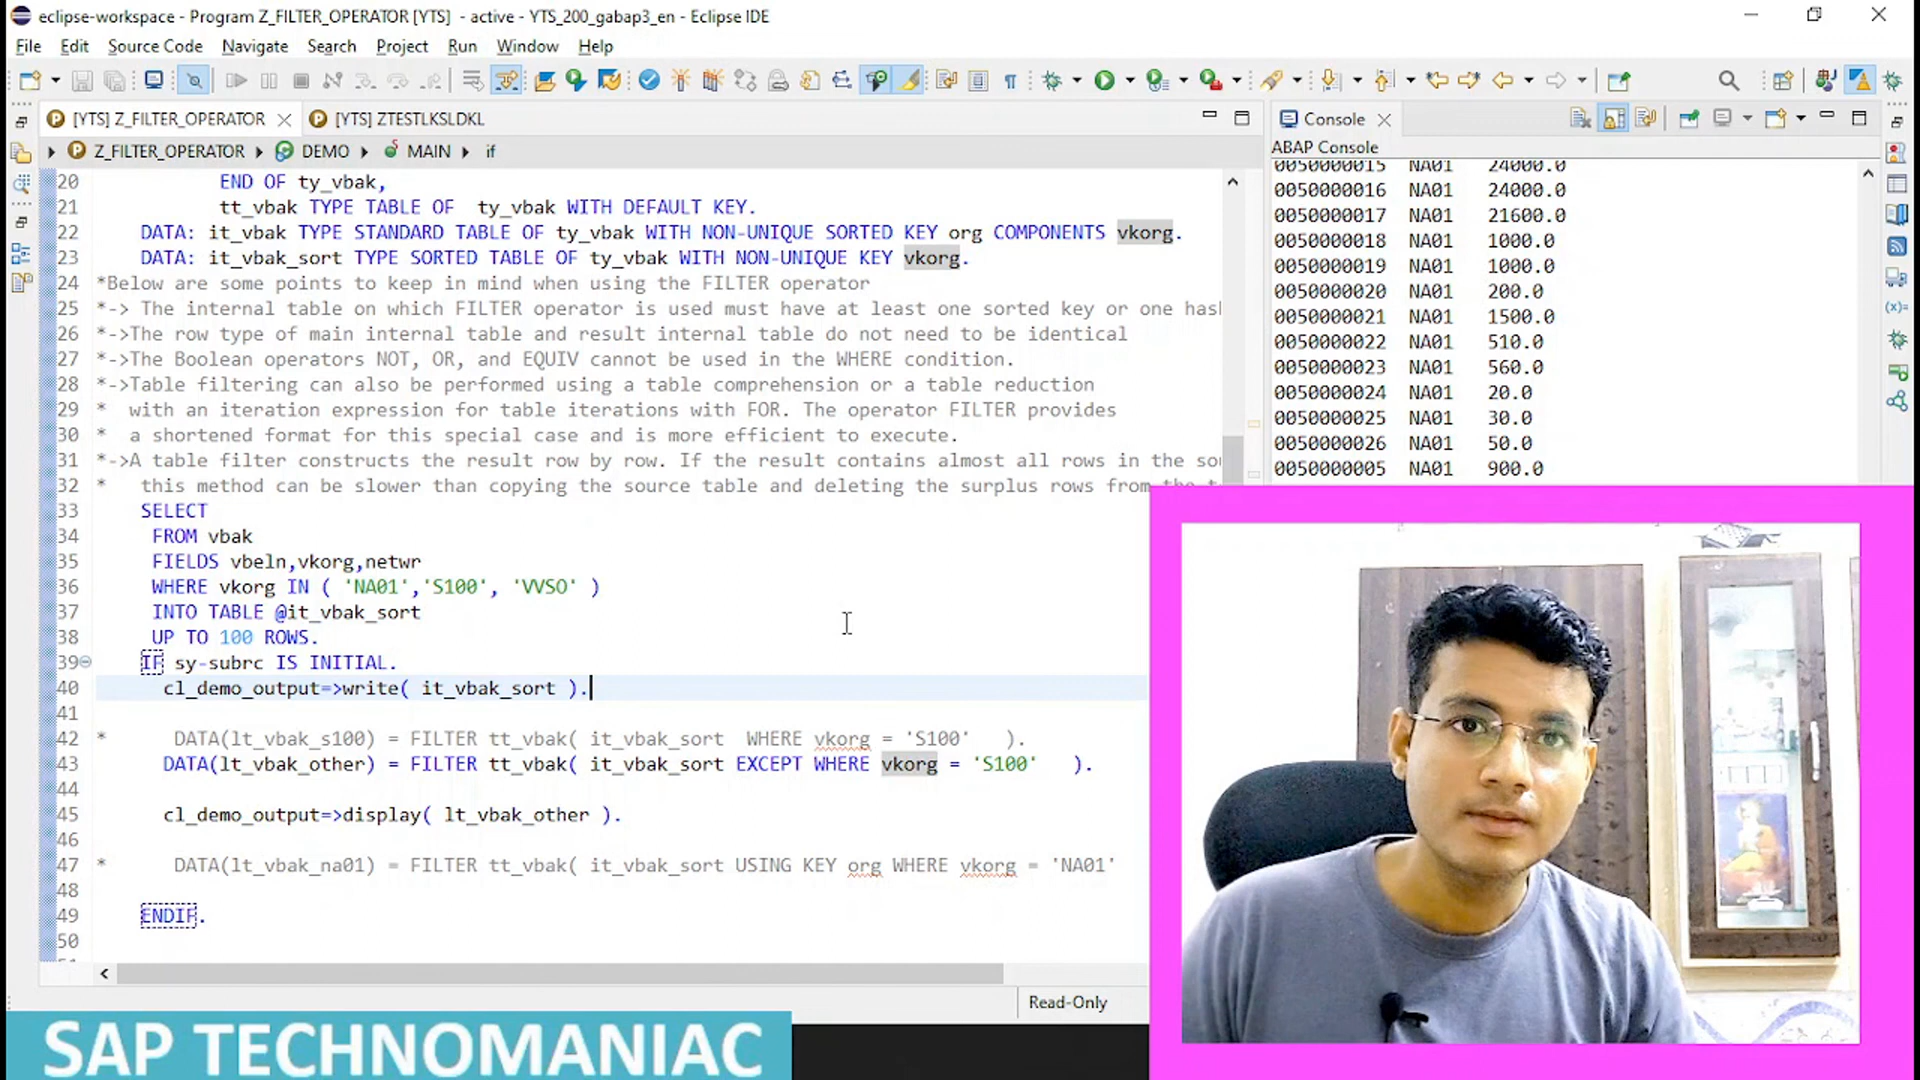 eclipse-workspace - Program Z_FILTER_OPERATOR [YTS] - active - YTS_200_gabap3_en - Eclipse IDE
File Edit Source Code Navigate Search Project Run Window Help
[YTS] Z_FILTER_OPERATOR
[YTS] ZTESTLKSLDKL
Z_FILTER_OPERATOR DEMO MAIN if
20 END OF ty_vbak,
21 tt_vbak TYPE TABLE OF ty_vbak WITH DEFAULT KEY.
22 DATA: it_vbak TYPE STANDARD TABLE OF ty_vbak WITH NON-UNIQUE SORTED KEY org COMPONENTS vkorg.
23 DATA: it_vbak_sort TYPE SORTED TABLE OF ty_vbak WITH NON-UNIQUE KEY vkorg.
24 *Below are some points to keep in mind when using the FILTER operator
25 *-> The internal table on which FILTER operator is used must have at least one sorted key or one hash
26 *->The row type of main internal table and result internal table do not need to be identical
27 *->The Boolean operators NOT, OR, and EQUIV cannot be used in the WHERE condition.
28 *->Table filtering can also be performed using a table comprehension or a table reduction
29 * with an iteration expression for table iterations with FOR. The operator FILTER provides
30 * a shortened format for this special case and is more efficient to execute.
31 *->A table filter constructs the result row by row. If the result contains almost all rows in the so
32 * this method can be slower than copying the source table and deleting the surplus rows from the t
33 SELECT
34 FROM vbak
35 FIELDS vbeln,vkorg,netwr
36 WHERE vkorg IN ( 'NA01','S100', 'VVSO' )
37 INTO TABLE @it_vbak_sort
38 UP TO 100 ROWS.
39 IF sy-subrc IS INITIAL.
40 cl_demo_output=>write( it_vbak_sort ).
41
42 * DATA(lt_vbak_s100) = FILTER tt_vbak( it_vbak_sort WHERE vkorg = 'S100' ).
43 DATA(lt_vbak_other) = FILTER tt_vbak( it_vbak_sort EXCEPT WHERE vkorg = 'S100' ).
44
45 cl_demo_output=>display( lt_vbak_other ).
46
47 * DATA(lt_vbak_na01) = FILTER tt_vbak( it_vbak_sort USING KEY org WHERE vkorg = 'NA01'
48
49 ENDIF.
50
Read-Only
Console
ABAP Console
0050000015 NA01 24000.0
0050000016 NA01 24000.0
0050000017 NA01 21600.0
0050000018 NA01 1000.0
0050000019 NA01 1000.0
0050000020 NA01 200.0
0050000021 NA01 1500.0
0050000022 NA01 510.0
0050000023 NA01 560.0
0050000024 NA01 20.0
0050000025 NA01 30.0
0050000026 NA01 50.0
0050000005 NA01 900.0
SAP TECHNOMANIAC